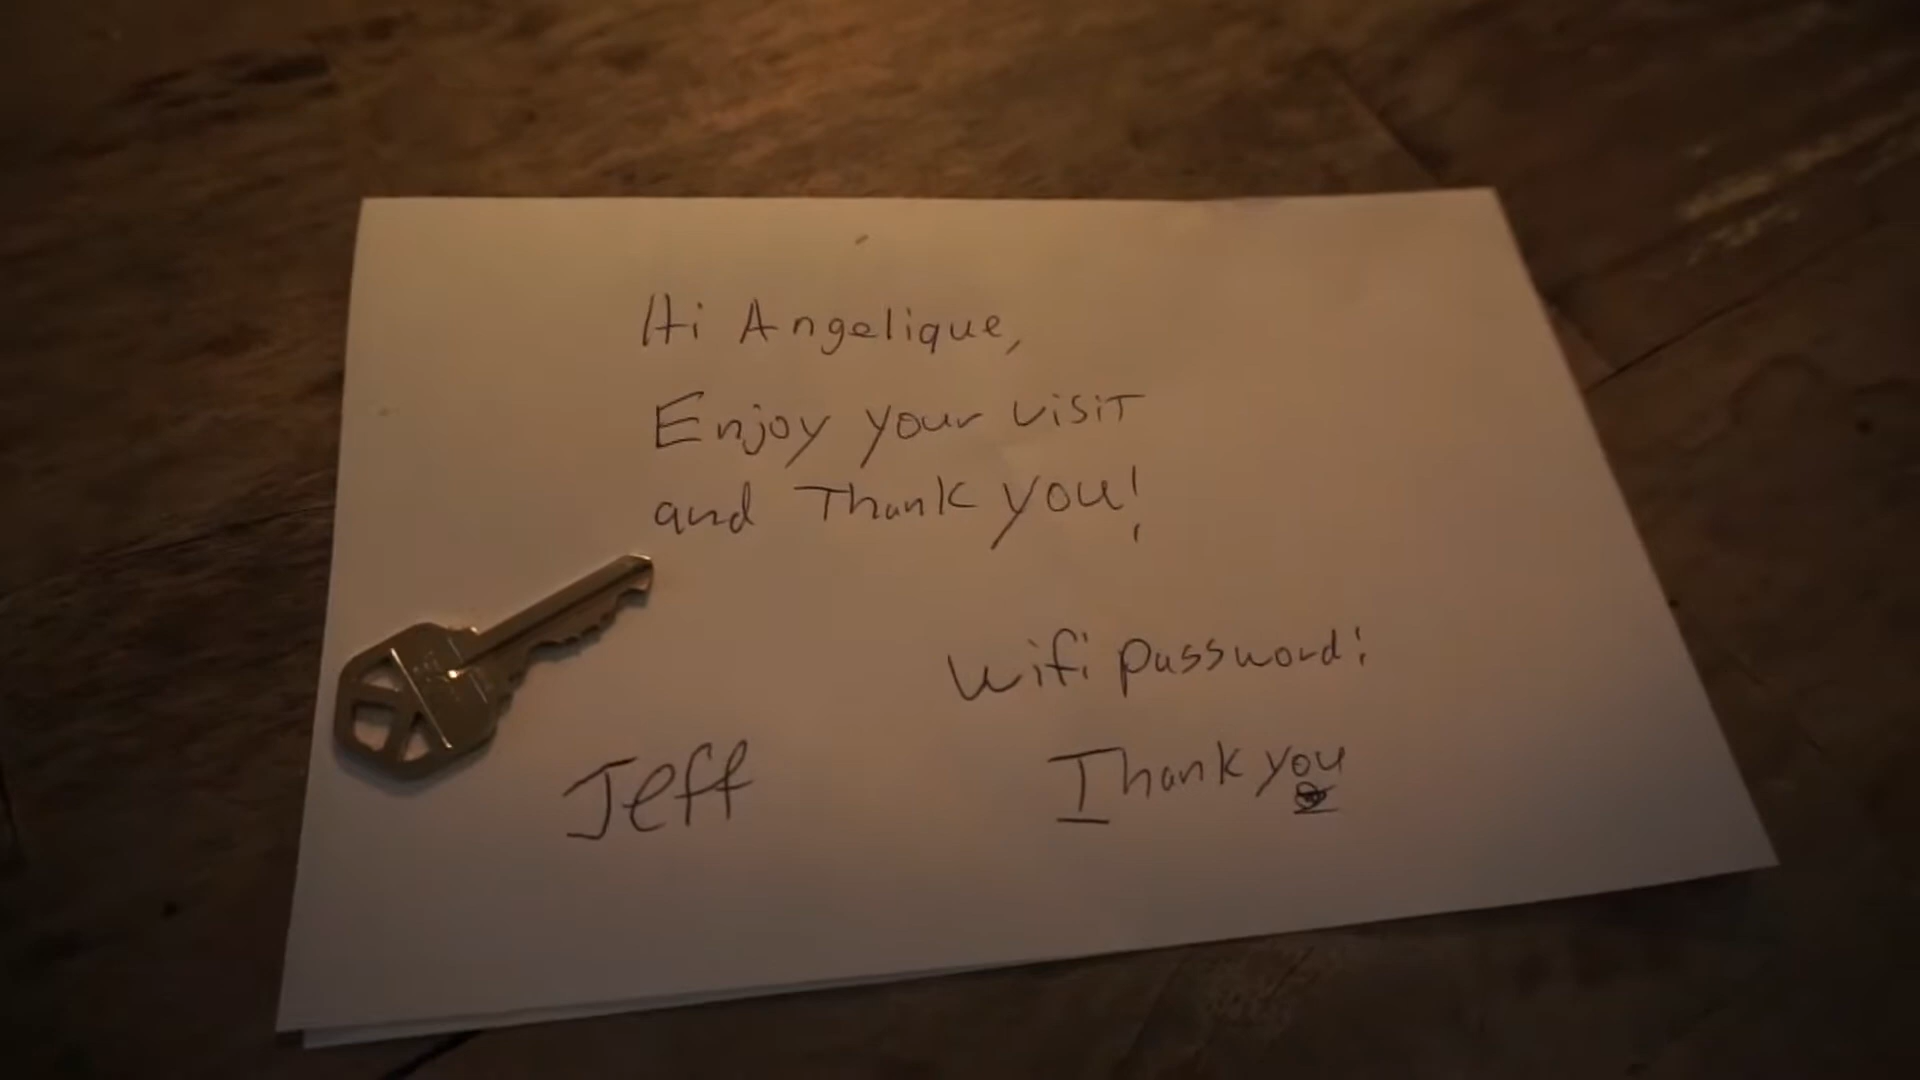 Hi Angelique,
Enjoy your visit
and Thank you!
Wifi password:
Thank you
Jeff